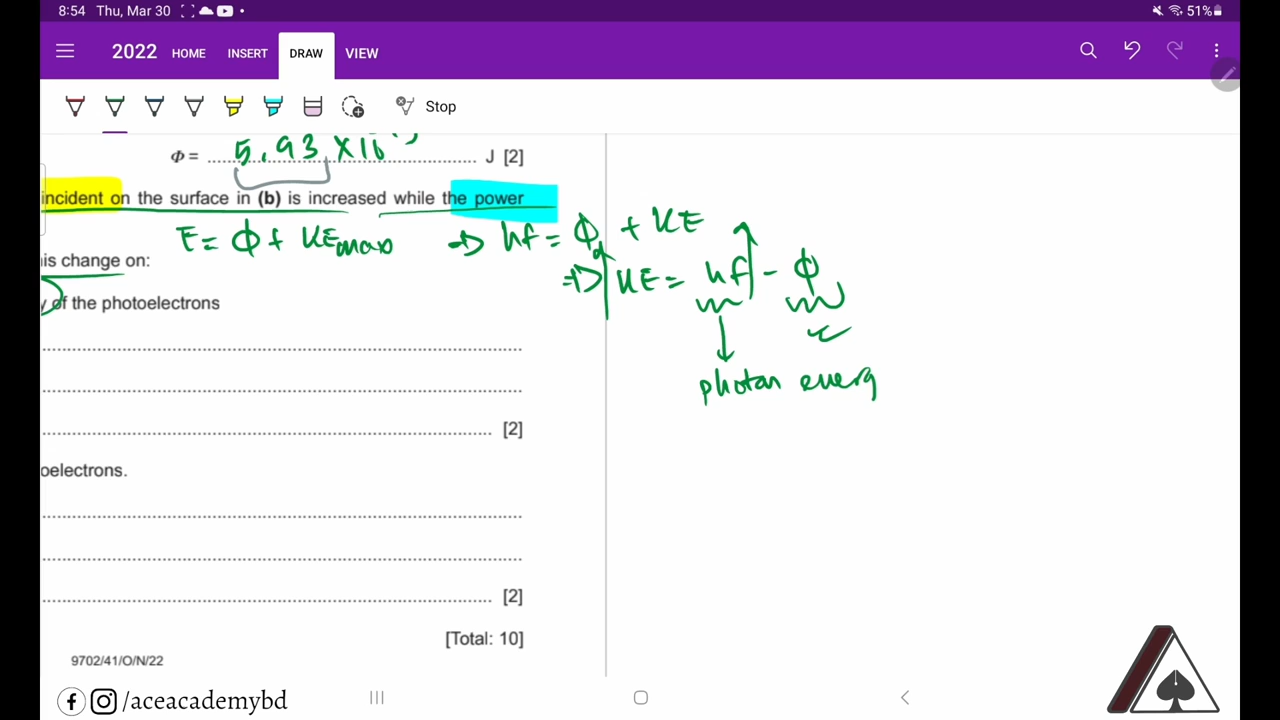 8:54 Thu, Mar 30
51%
2022 HOME INSERT DRAW VIEW
Stop
Φ = 5.93 ×10 J [2]
incident on the surface in (b) is increased while the power
E = Φ + KEmax ⇒ hf = Φ + KE
is change on:
⇒ KE = hf - Φ
of the photoelectrons
photon energ
[2]
oelectrons.
[2]
[Total: 10]
9702/41/O/N/22
/aceacademybd